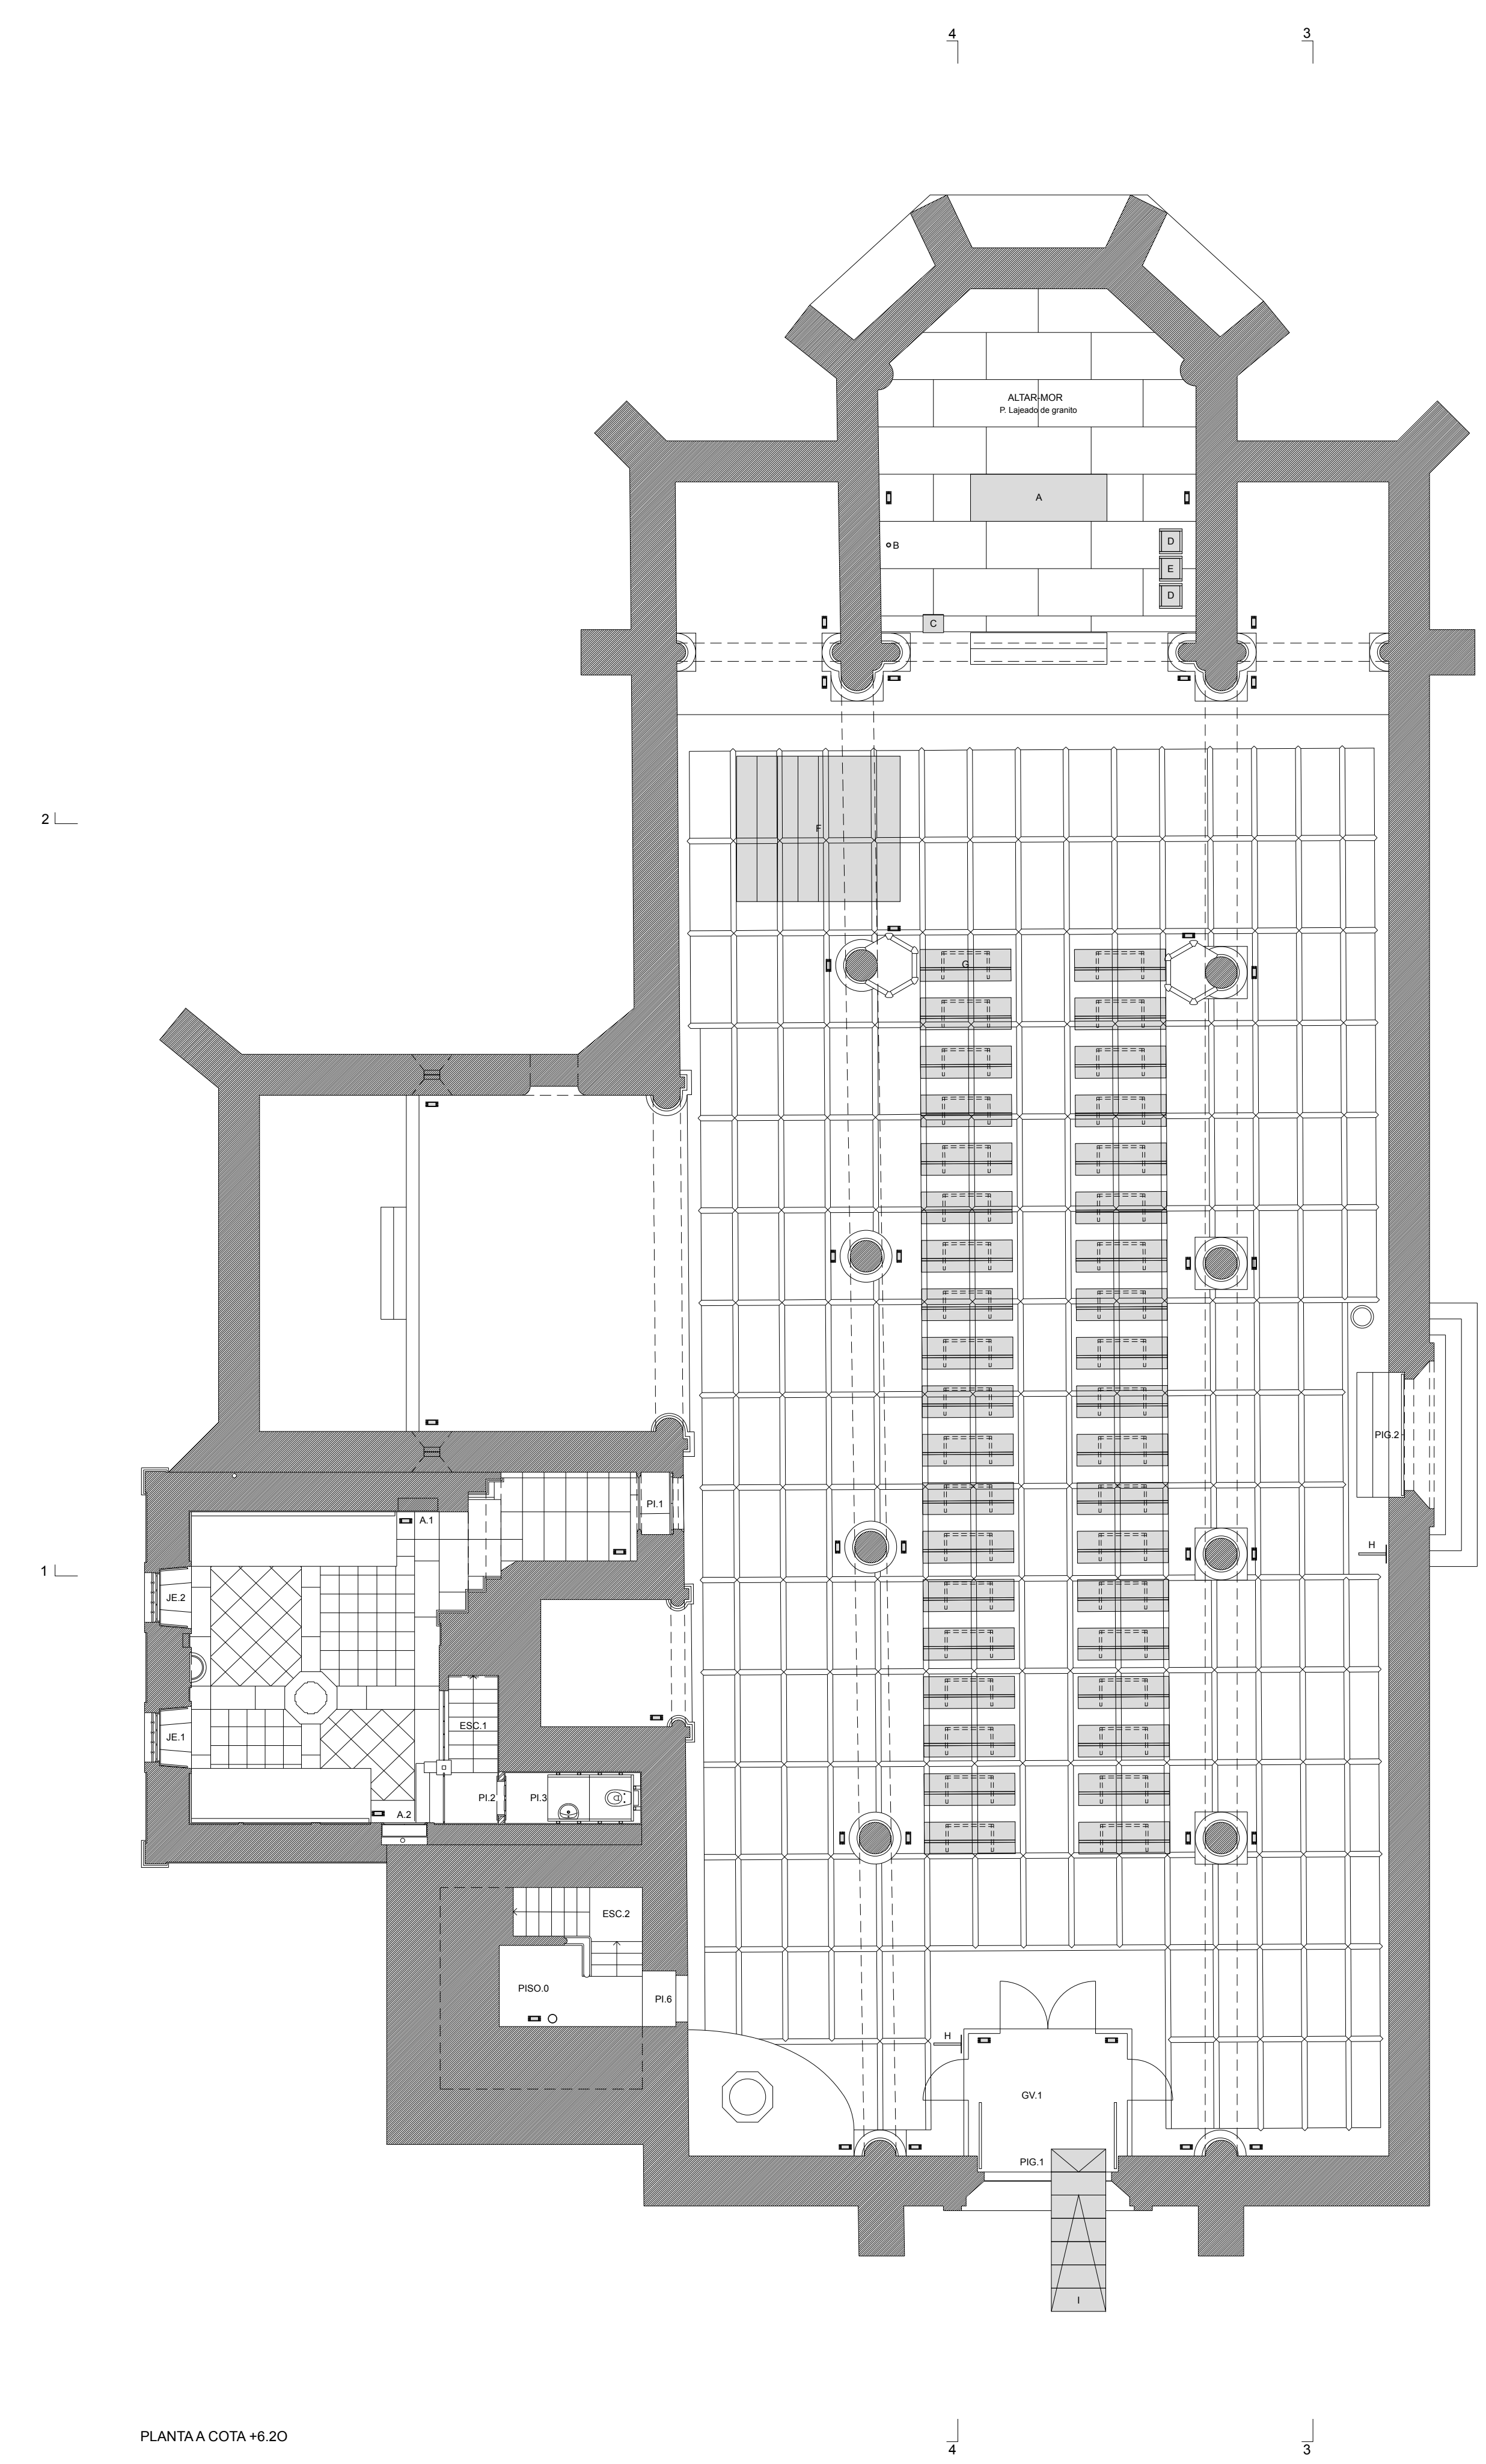 4
3
ALTAR-MOR
P. Lajeado de granito
A
D
B
E
D
C
2
F
G
PIG.2
PI.1
A.1
H
1
JE.2
ESC.1
JE.1
PI.2
PI.3
A.2
ESC.2
PISO.0
PI.6
H
GV.1
PIG.1
I
PLANTA A COTA +6.2O
4
3